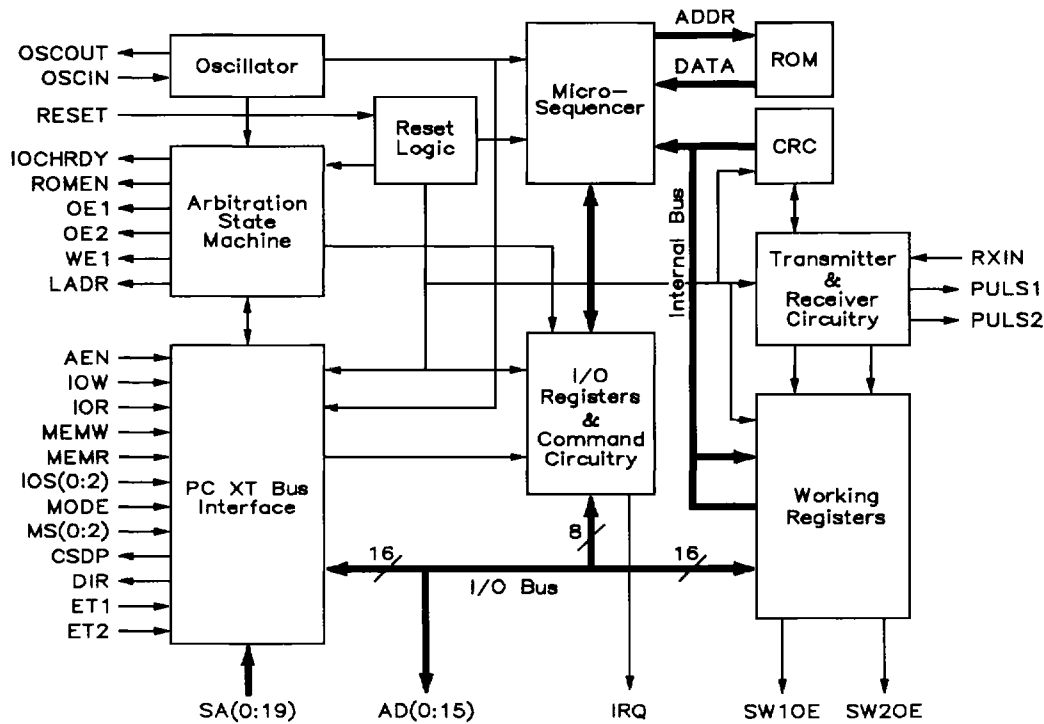 OSCOUT
OSCIN
RESET
IOCHRDY
ROMEN
OE1
OE2
WE1
LADR
AEN
IOW
IOR
MEMW
MEMR
IOS(0:2)
MODE
MS(0:2)
CSDP
DIR
ET1
ET2
Oscillator
Reset
Logic
Arbitration
State
Machine
PC XT Bus
Interface
Micro-
Sequencer
ADDR
DATA
ROM
CRC
Internal Bus
Transmitter
&
Receiver
Circuitry
RXIN
PULS1
PULS2
I/O
Registers
&
Command
Circuitry
Working
Registers
16
8
16
I/O Bus
SA(0:19)
AD(0:15)
IRQ
SW1OE
SW2OE